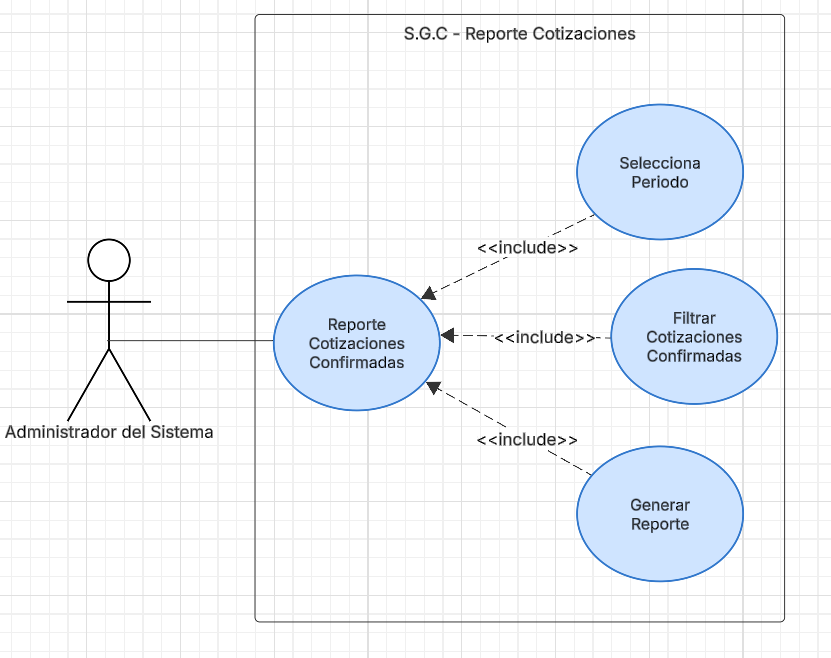 S.G.C - Reporte Cotizaciones
Selecciona
Periodo
<<include>>
Reporte
Cotizaciones
Confirmadas
<<include>>
Filtrar
Cotizaciones
Confirmadas
Administrador del Sistema
<<include>>
Generar
Reporte